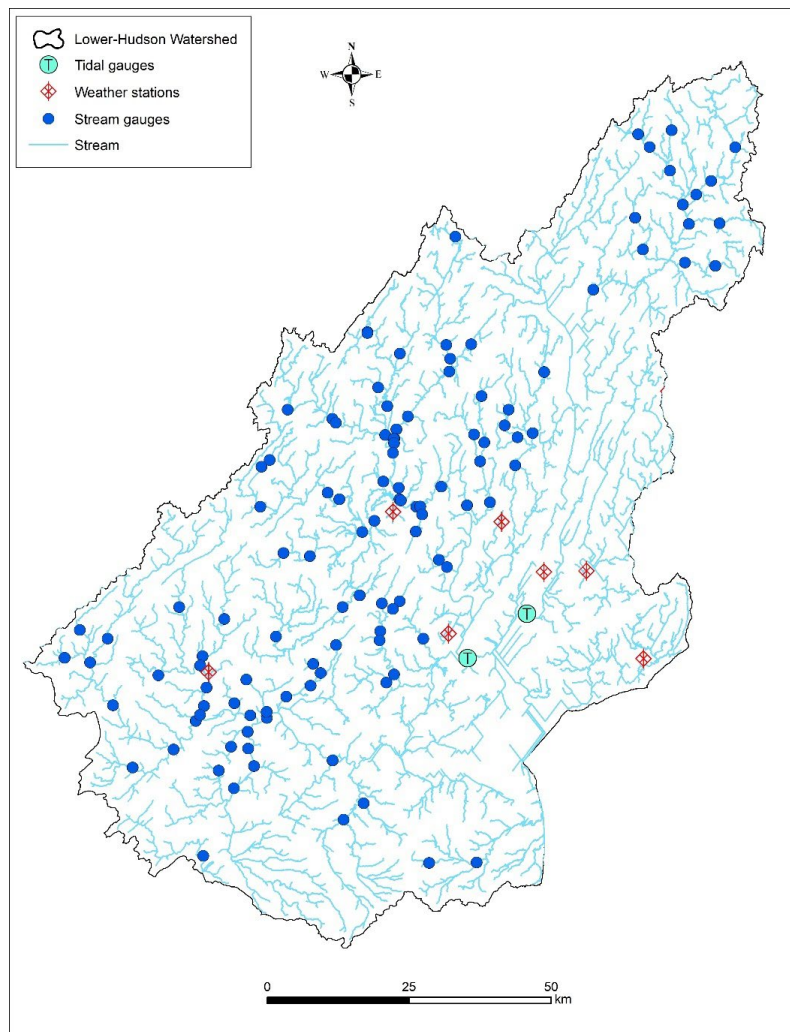 Lower-Hudson Watershed
Tidal gauges
Weather stations
Stream gauges
Stream
N
W E
S
T
T
T
0 25 50
km